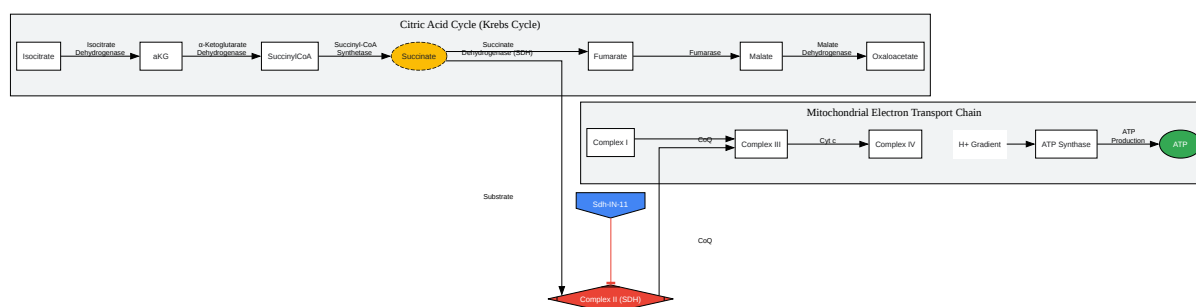 Citric Acid Cycle (Krebs Cycle)
Isocitrate
Isocitrate
Dehydrogenase
aKG
α-Ketoglutarate
Dehydrogenase
SuccinylCoA
Succinyl-CoA
Synthetase
Succinate
Succinate
Dehydrogenase (SDH)
Fumarate
Fumarase
Malate
Malate
Dehydrogenase
Oxaloacetate
Mitochondrial Electron Transport Chain
Complex I
CoQ
Complex III
Cyt c
Complex IV
H+ Gradient
ATP Synthase
ATP
Production
ATP
Substrate
Sdh-IN-11
CoQ
Complex II (SDH)